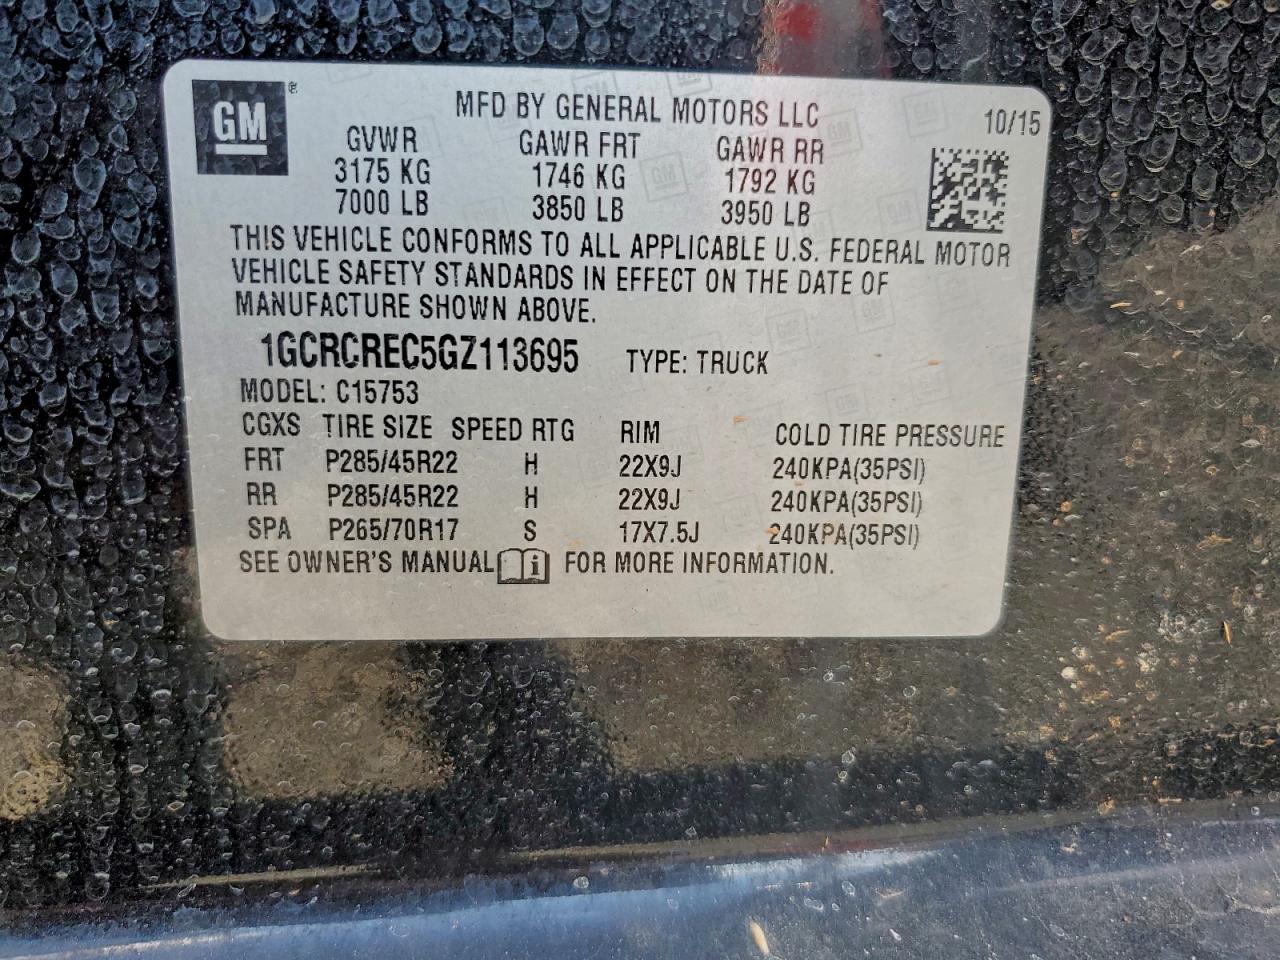 GM ®
MFD BY GENERAL MOTORS LLC 10/15
GVWR GAWR FRT GAWR RR
3175 KG 1746 KG 1792 KG
7000 LB 3850 LB 3950 LB
THIS VEHICLE CONFORMS TO ALL APPLICABLE U.S. FEDERAL MOTOR
VEHICLE SAFETY STANDARDS IN EFFECT ON THE DATE OF
MANUFACTURE SHOWN ABOVE.
1GCRCREC5GZ113695 TYPE: TRUCK
MODEL: C15753
CGXS TIRE SIZE SPEED RTG RIM COLD TIRE PRESSURE
FRT P285/45R22 H 22X9J 240KPA(35PSI)
RR P285/45R22 H 22X9J 240KPA(35PSI)
SPA P265/70R17 S 17X7.5J 240KPA(35PSI)
SEE OWNER'S MANUAL i FOR MORE INFORMATION.